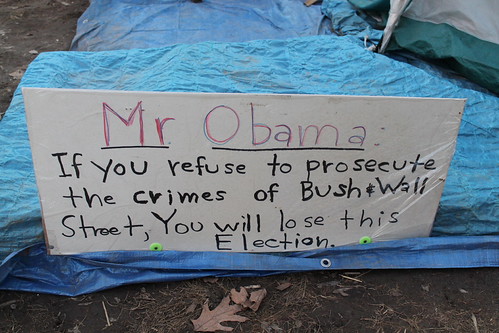 Mr Obama.
If you refuse to prosecute
the crimes of Bush & Wall
Street, You will lose this
Election.